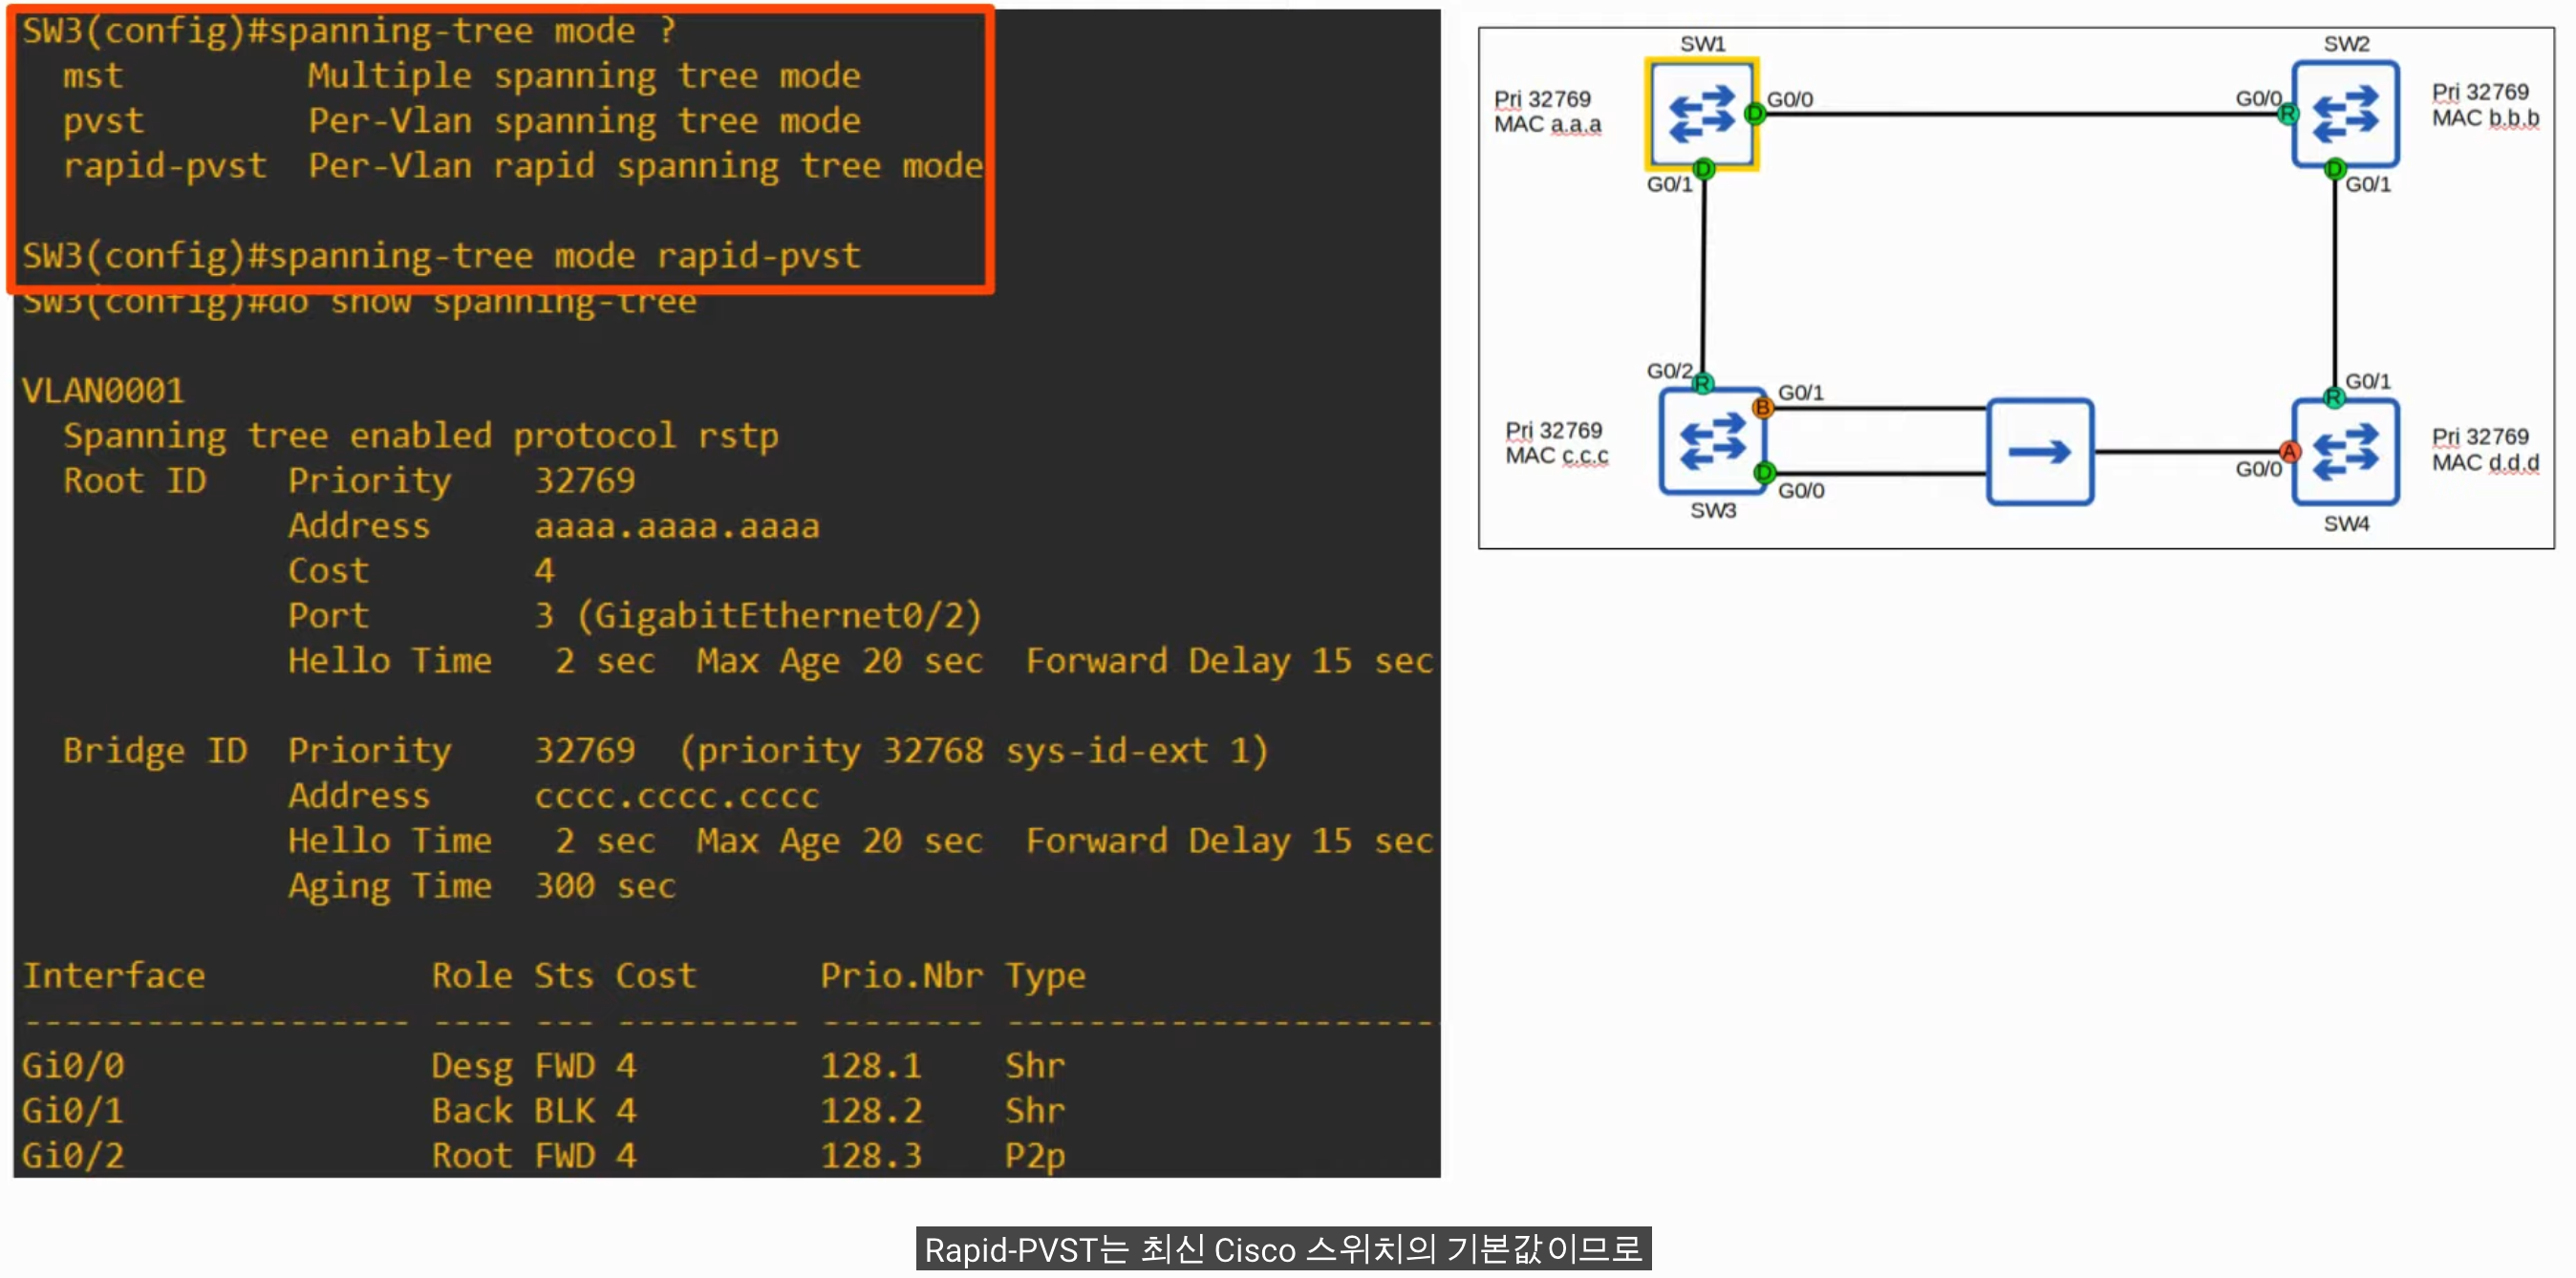 SW3(config)#spanning-tree mode ?
mst Multiple spanning tree mode
pvst Per-Vlan spanning tree mode
rapid-pvst Per-Vlan rapid spanning tree mode
SW3(config)#spanning-tree mode rapid-pvst
SW3(config)#do show spanning-tree
VLAN0001
Spanning tree enabled protocol rstp
Root ID Priority 32769
Address aaaa.aaaa.aaaa
Cost 4
Port 3 (GigabitEthernet0/2)
Hello Time 2 sec Max Age 20 sec Forward Delay 15 sec
Bridge ID Priority 32769 (priority 32768 sys-id-ext 1)
Address cccc.cccc.cccc
Hello Time 2 sec Max Age 20 sec Forward Delay 15 sec
Aging Time 300 sec
Interface Role Sts Cost Prio.Nbr Type
------------------- ---- --- --------- -------- ---------------------
Gi0/0 Desg FWD 4 128.1 Shr
Gi0/1 Back BLK 4 128.2 Shr
Gi0/2 Root FWD 4 128.3 P2p
SW1
SW2
Pri 32769
MAC a.a.a
D
G0/0
G0/0
R
Pri 32769
MAC b.b.b
D
G0/1
D
G0/1
G0/2
R
B
G0/1
R
G0/1
Pri 32769
MAC c.c.c
D
G0/0
SW3
A
G0/0
Pri 32769
MAC d.d.d
SW4
Rapid-PVST는 최신 Cisco 스위치의 기본값이므로